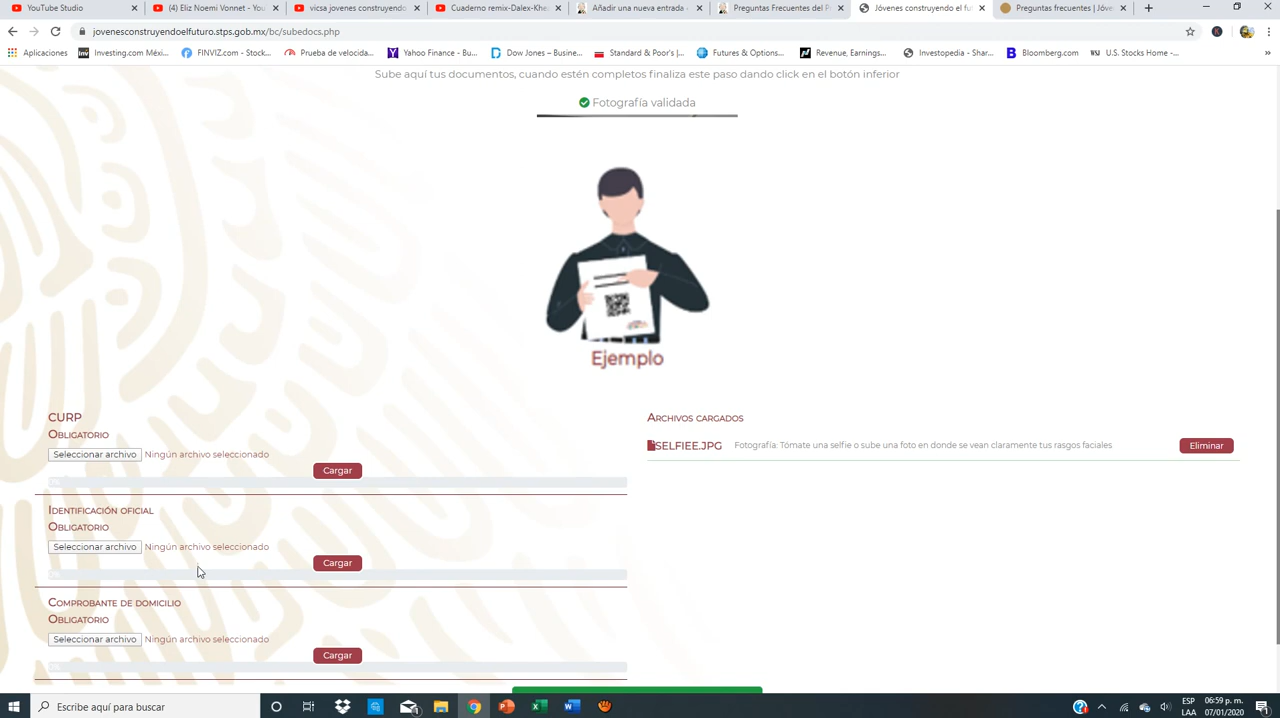 YouTube Studio
(4) Eliz Noemi Vonnet - You
vicsa jovenes construyendo
Cuaderno remix-Dalex-Khe
Añadir una nueva entrada
Preguntas Frecuentes del P
Jóvenes construyendo el fu
Preguntas frecuentes | Jóve
jovenesconstruyendoelfuturo.stps.gob.mx/bc/subedocs.php
Aplicaciones
Investing.com Méxi...
FINVIZ.com - Stock...
Prueba de velocida...
Yahoo Finance - Bu...
Dow Jones – Busine...
Standard & Poor's |...
Futures & Options...
Revenue, Earnings...
Investopedia - Shar...
Bloomberg.com
WSJ U.S. Stocks Home -...
»
Sube aquí tus documentos, cuando estén completos finaliza este paso dando click en el botón inferior
Fotografía validada
Ejemplo
CURP
Obligatorio
Seleccionar archivo Ningún archivo seleccionado
Cargar
0%
Identificación oficial
Obligatorio
Seleccionar archivo Ningún archivo seleccionado
Cargar
0%
Comprobante de domicilio
Obligatorio
Seleccionar archivo Ningún archivo seleccionado
Cargar
0%
Archivos cargados
SELFIEE.JPG Fotografía: Tómate una selfie o sube una foto en donde se vean claramente tus rasgos faciales Eliminar
Escribe aquí para buscar
ESP
LAA
06:59 p. m.
07/01/2020